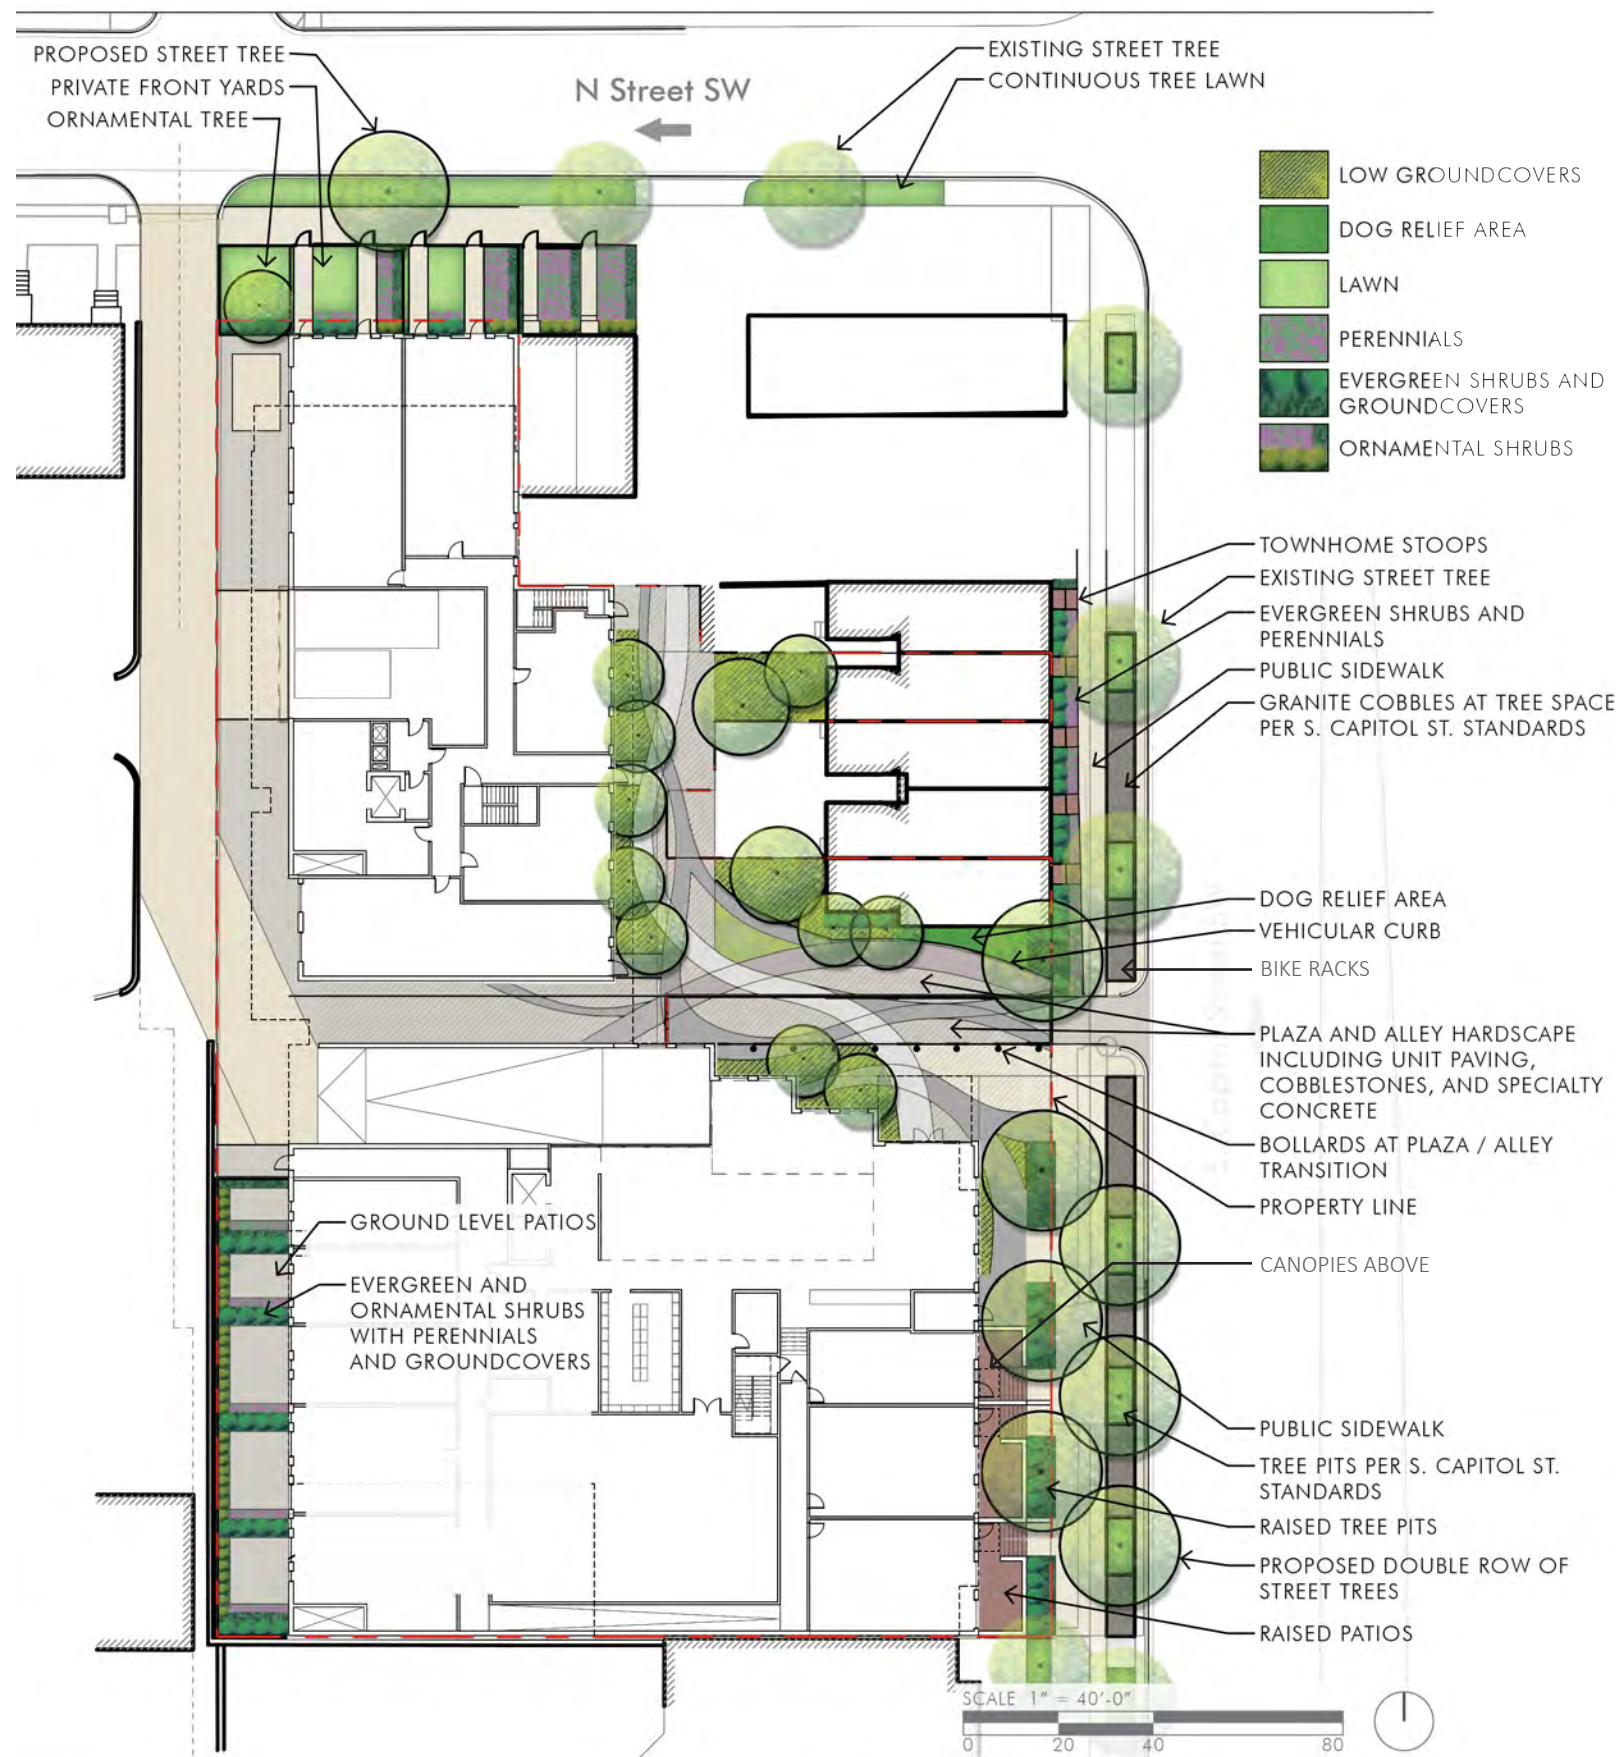 PROPOSED STREET TREE
PRIVATE FRONT YARDS
ORNAMENTAL TREE
N Street SW
EXISTING STREET TREE
CONTINUOUS TREE LAWN
LOW GROUNDCOVERS
DOG RELIEF AREA
LAWN
PERENNIALS
EVERGREEN SHRUBS AND
GROUNDCOVERS
ORNAMENTAL SHRUBS
TOWNHOME STOOPS
EXISTING STREET TREE
EVERGREEN SHRUBS AND
PERENNIALS
PUBLIC SIDEWALK
GRANITE COBBLES AT TREE SPACE
PER S. CAPITOL ST. STANDARDS
DOG RELIEF AREA
VEHICULAR CURB
BIKE RACKS
PLAZA AND ALLEY HARDSCAPE
INCLUDING UNIT PAVING,
COBBLESTONES, AND SPECIALTY
CONCRETE
BOLLARDS AT PLAZA / ALLEY
TRANSITION
PROPERTY LINE
CANOPIES ABOVE
GROUND LEVEL PATIOS
EVERGREEN AND
ORNAMENTAL SHRUBS
WITH PERENNIALS
AND GROUNDCOVERS
PUBLIC SIDEWALK
TREE PITS PER S. CAPITOL ST.
STANDARDS
RAISED TREE PITS
PROPOSED DOUBLE ROW OF
STREET TREES
RAISED PATIOS
SCALE 1" = 40'-0"
0 20 40 80